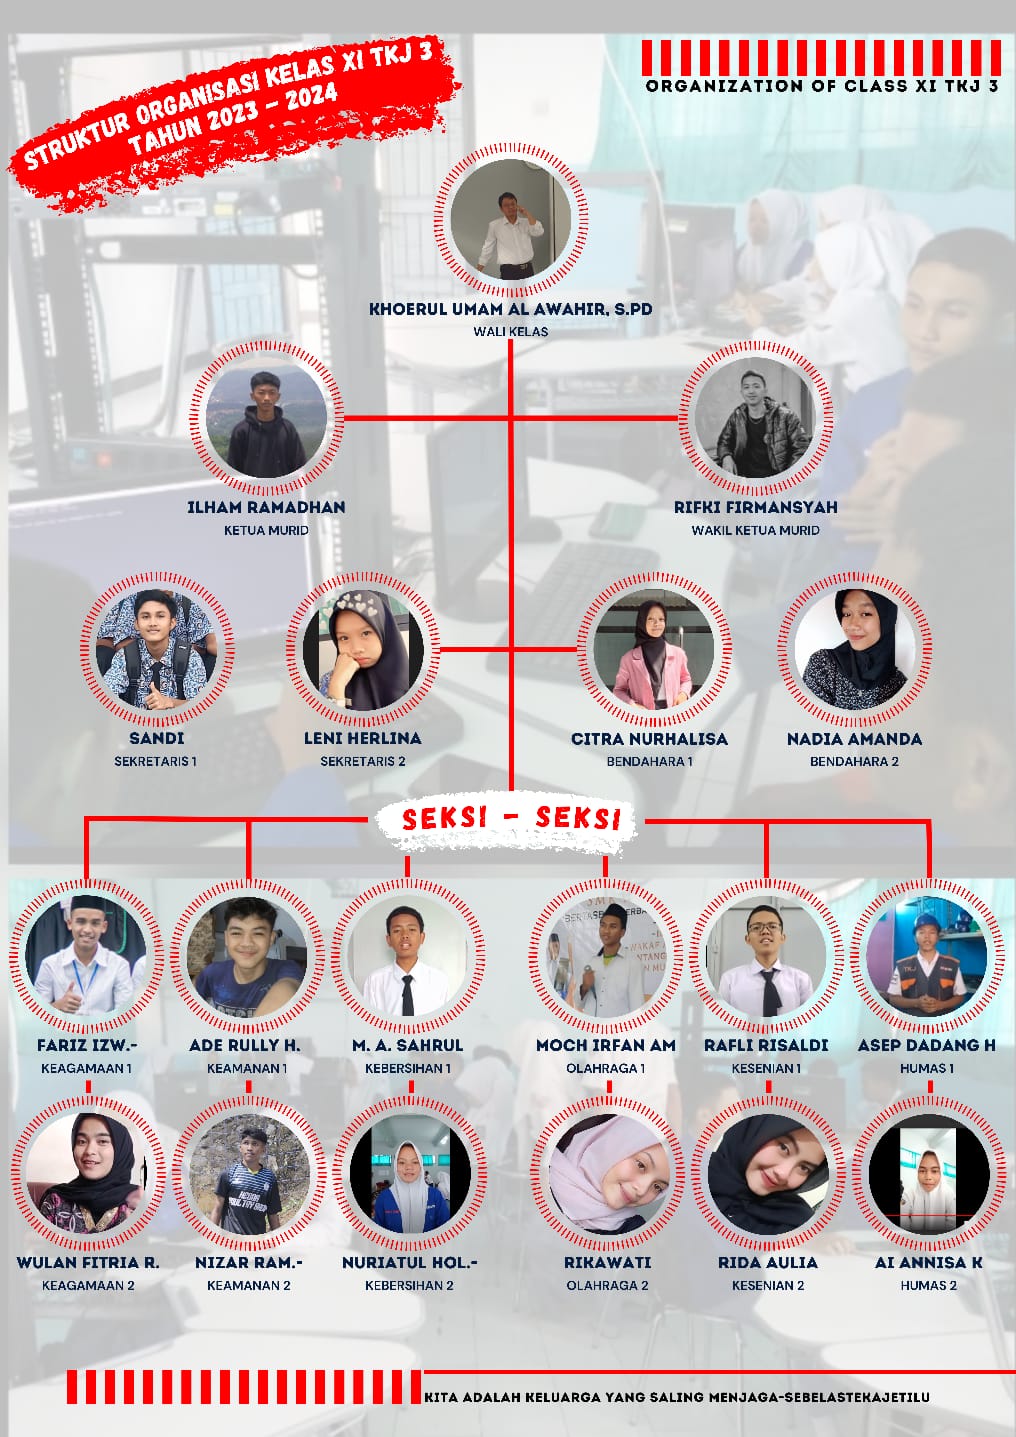 STRUKTUR ORGANISASI KELAS XI TKJ 3
TAHUN 2023 - 2024
ORGANIZATION OF CLASS XI TKJ 3
KHOERUL UMAM AL AWAHIR, S.PD
WALI KELAS
ILHAM RAMADHAN
KETUA MURID
RIFKI FIRMANSYAH
WAKIL KETUA MURID
SANDI
SEKRETARIS 1
LENI HERLINA
SEKRETARIS 2
CITRA NURHALISA
BENDAHARA 1
NADIA AMANDA
BENDAHARA 2
SEKSI - SEKSI
FARIZ IZW.-
KEAGAMAAN 1
ADE RULLY H.
KEAMANAN 1
M. A. SAHRUL
KEBERSIHAN 1
MOCH IRFAN AM
OLAHRAGA 1
RAFLI RISALDI
KESENIAN 1
TKJ
ASEP DADANG H
HUMAS 1
WULAN FITRIA R.
KEAGAMAAN 2
NIZAR RAM.-
KEAMANAN 2
NURIATUL HOL.-
KEBERSIHAN 2
RIKAWATI
OLAHRAGA 2
RIDA AULIA
KESENIAN 2
AI ANNISA K
HUMAS 2
KITA ADALAH KELUARGA YANG SALING MENJAGA-SEBELASTEKAJETILU